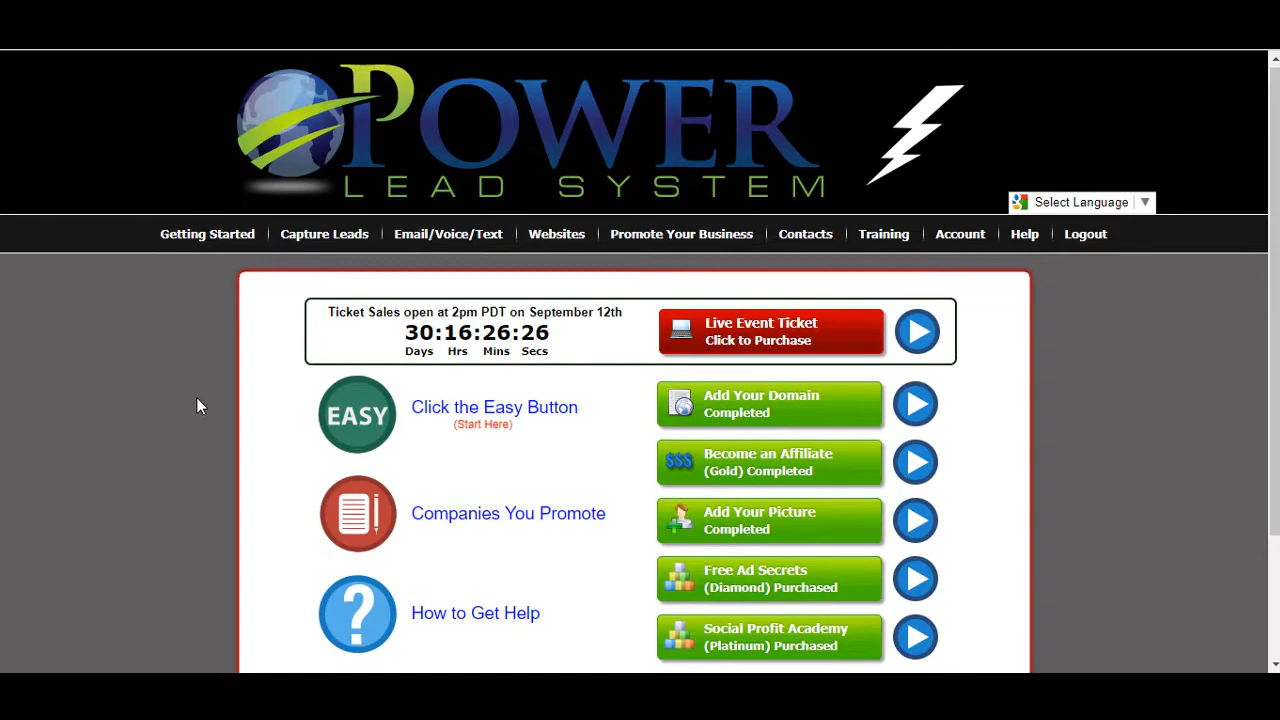 POWER
LEAD SYSTEM
Select Language ▼
Getting Started
Capture Leads
Email/Voice/Text
Websites
Promote Your Business
Contacts
Training
Account
Help
Logout
Ticket Sales open at 2pm PDT on September 12th
30:16:26:26
Days Hrs Mins Secs
Live Event Ticket
Click to Purchase
EASY
Click the Easy Button
(Start Here)
Add Your Domain
Completed
$$$
Become an Affiliate
(Gold) Completed
Companies You Promote
Add Your Picture
Completed
Free Ad Secrets
(Diamond) Purchased
?
How to Get Help
Social Profit Academy
(Platinum) Purchased